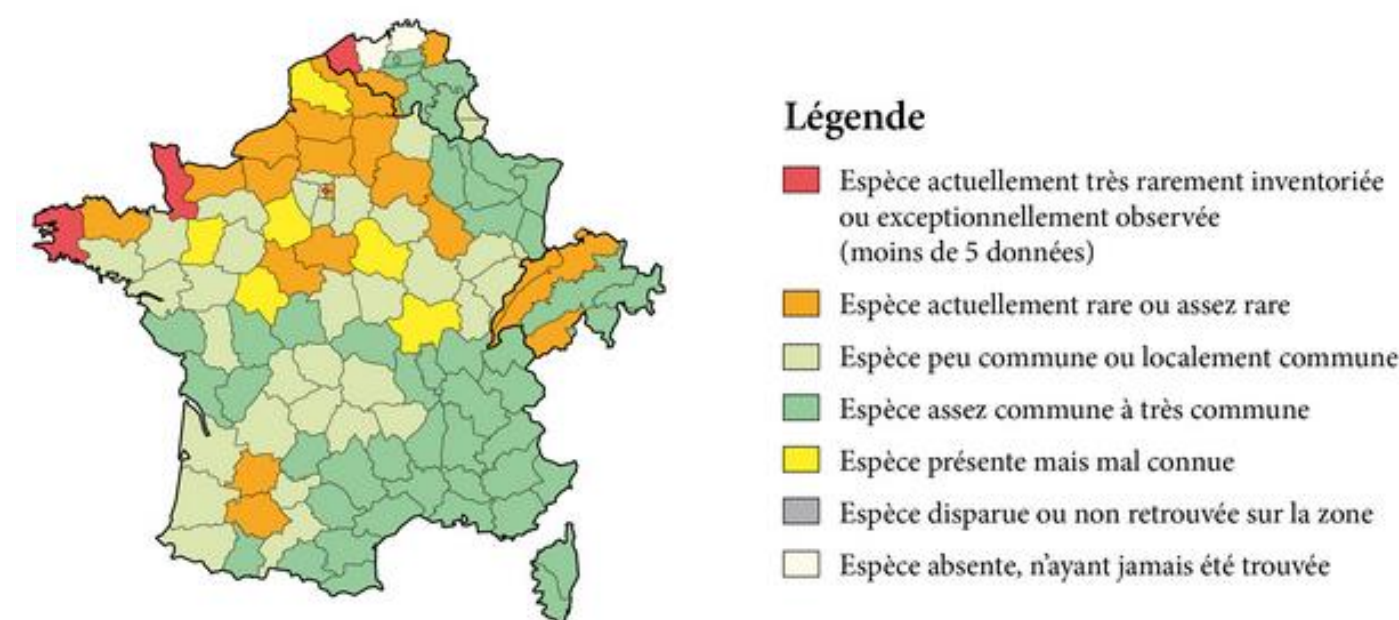 Légende
Espèce actuellement très rarement inventoriée
ou exceptionnellement observée
(moins de 5 données)
Espèce actuellement rare ou assez rare
Espèce peu commune ou localement commune
Espèce assez commune à très commune
Espèce présente mais mal connue
Espèce disparue ou non retrouvée sur la zone
Espèce absente, n'ayant jamais été trouvée